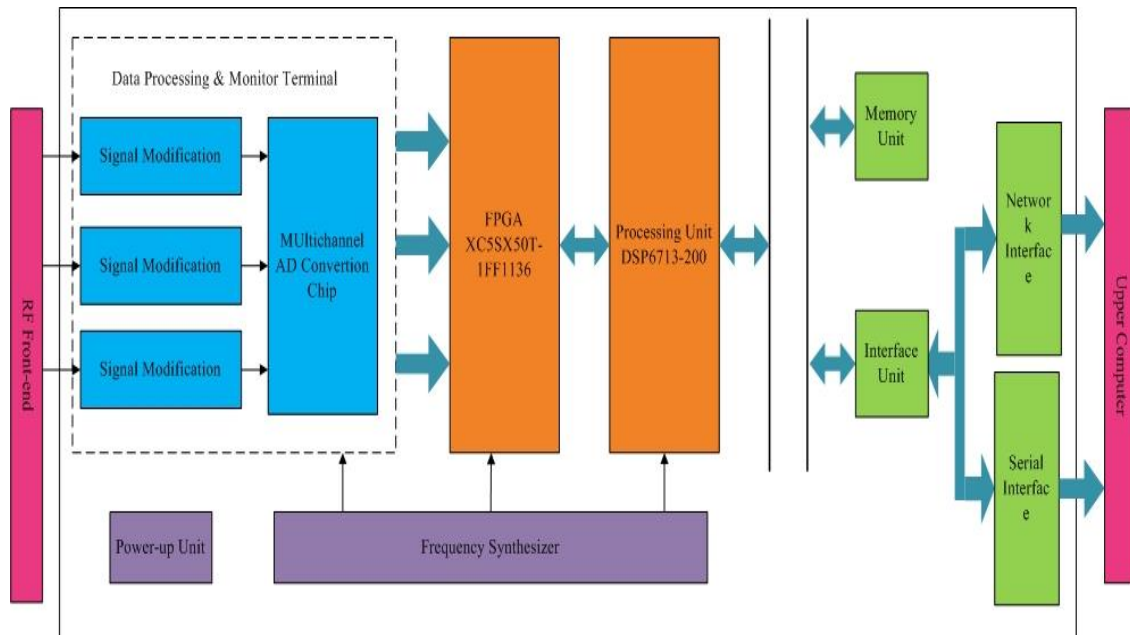 RF Front-end
Data Processing & Monitor Terminal
Signal Modification
Signal Modification
Signal Modification
MUltichannel
AD Convertion
Chip
FPGA
XC5SX50T-
1FF1136
Processing Unit
DSP6713-200
Memory
Unit
Interface
Unit
Networ
k
Interfac
e
Serial
Interfac
e
Upper Computer
Power-up Unit
Frequency Synthesizer